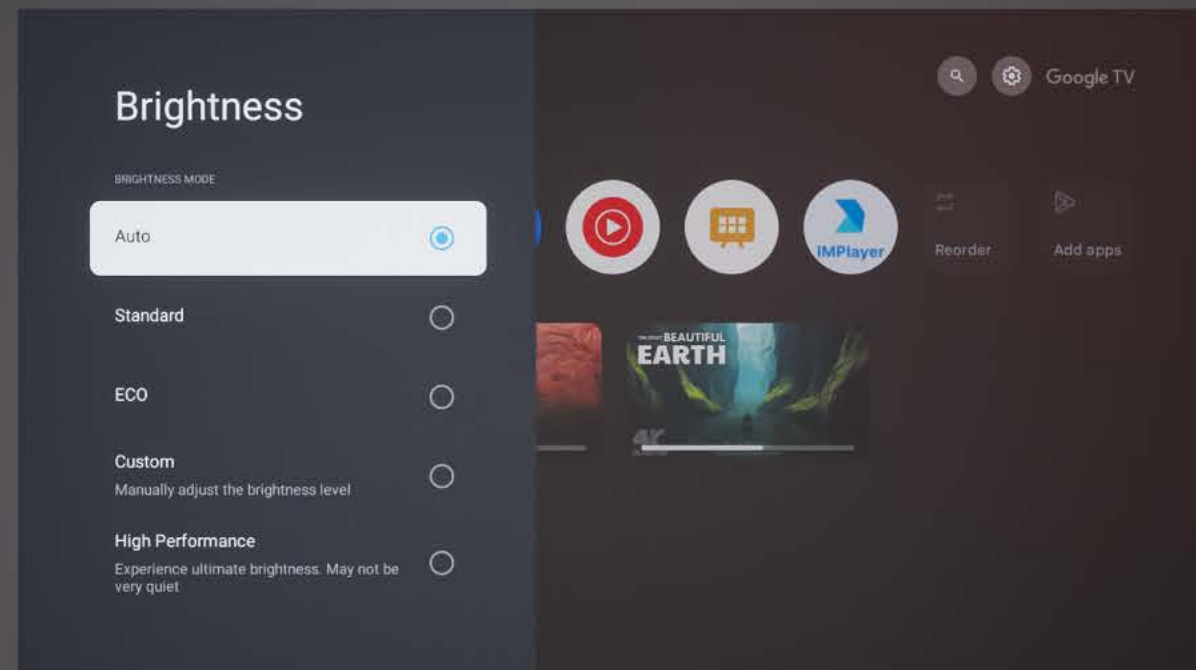 Google TV
Brightness
BRIGHTNESS MODE
Auto
Standard
ECO
Custom
Manually adjust the brightness level
High Performance
Experience ultimate brightness. May not be
very quiet
IMPlayer
Reorder
Add apps
BEAUTIFUL
EARTH
4K